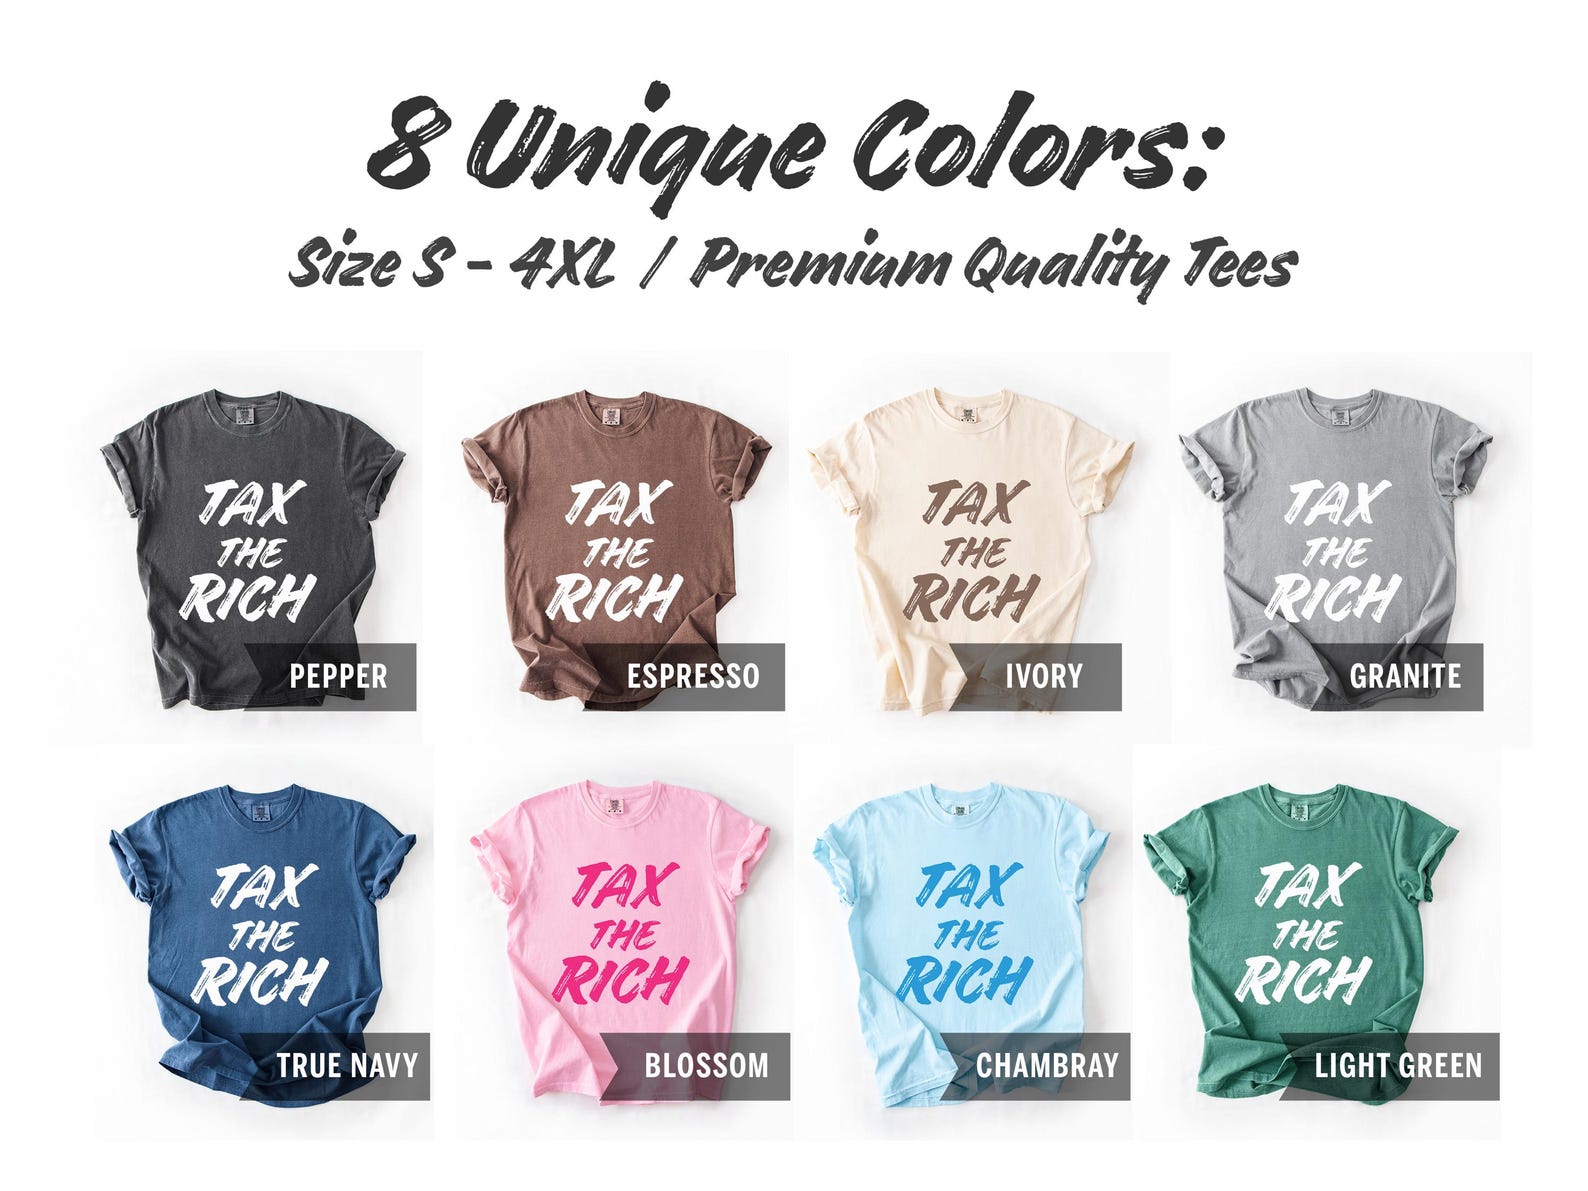 8 Unique Colors:
Size S - 4XL / Premium Quality Tees
TAX
THE
RICH
PEPPER
TAX
THE
RICH
ESPRESSO
TAX
THE
RICH
IVORY
TAX
THE
RICH
GRANITE
TAX
THE
RICH
TRUE NAVY
TAX
THE
RICH
BLOSSOM
TAX
THE
RICH
CHAMBRAY
TAX
THE
RICH
LIGHT GREEN